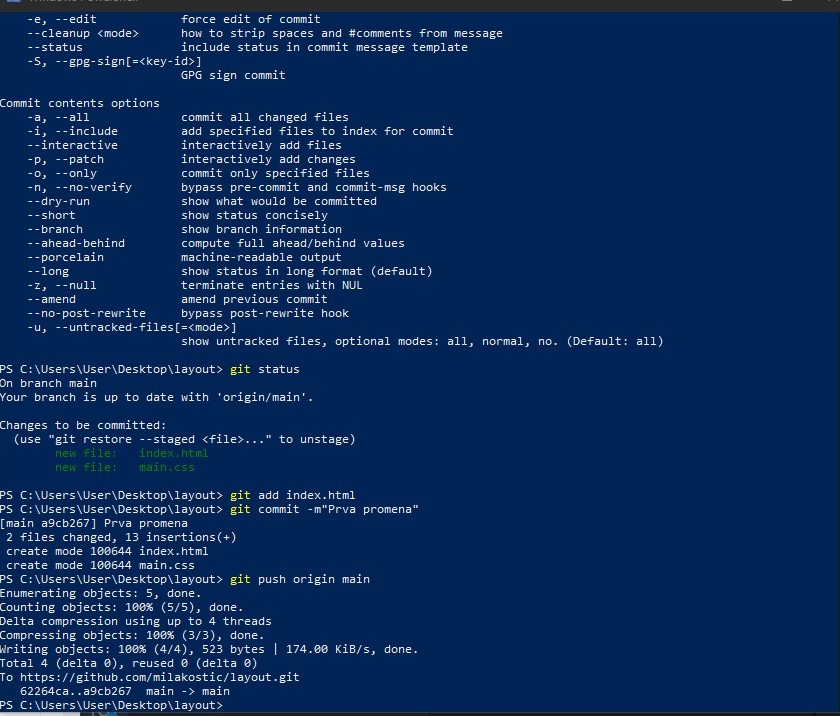 -e, --edit force edit of commit
--cleanup <mode> how to strip spaces and #comments from message
--status include status in commit message template
-S, --gpg-sign[=<key-id>]
GPG sign commit
Commit contents options
-a, --all commit all changed files
-i, --include add specified files to index for commit
--interactive interactively add files
-p, --patch interactively add changes
-o, --only commit only specified files
-n, --no-verify bypass pre-commit and commit-msg hooks
--dry-run show what would be committed
--short show status concisely
--branch show branch information
--ahead-behind compute full ahead/behind values
--porcelain machine-readable output
--long show status in long format (default)
-z, --null terminate entries with NUL
--amend amend previous commit
--no-post-rewrite bypass post-rewrite hook
-u, --untracked-files[=<mode>]
show untracked files, optional modes: all, normal, no. (Default: all)
PS C:\Users\User\Desktop\layout> git status
On branch main
Your branch is up to date with 'origin/main'.
Changes to be committed:
(use "git restore --staged <file>..." to unstage)
new file: index.html
new file: main.css
PS C:\Users\User\Desktop\layout> git add index.html
PS C:\Users\User\Desktop\layout> git commit -m"Prva promena"
[main a9cb267] Prva promena
2 files changed, 13 insertions(+)
create mode 100644 index.html
create mode 100644 main.css
PS C:\Users\User\Desktop\layout> git push origin main
Enumerating objects: 5, done.
Counting objects: 100% (5/5), done.
Delta compression using up to 4 threads
Compressing objects: 100% (3/3), done.
Writing objects: 100% (4/4), 523 bytes | 174.00 KiB/s, done.
Total 4 (delta 0), reused 0 (delta 0)
To https://github.com/milakostic/layout.git
62264ca..a9cb267 main -> main
PS C:\Users\User\Desktop\layout>